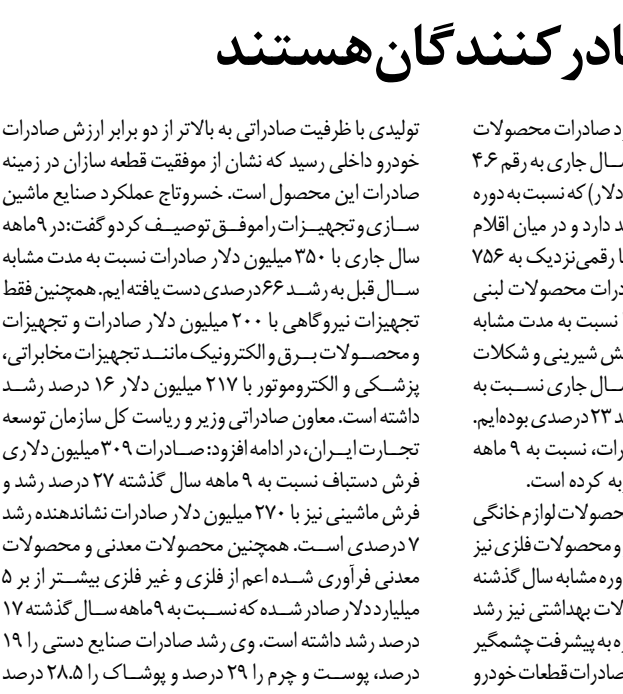 صادرکنندگان هستند
صادرات محصولات
سال جاری به رقم ۴.۶
دلار) که نسبت به دوره
دارد و در میان اقلام
رقمی نزدیک به ۷۵۶
محصولات لبنی
نسبت به مدت مشابه
شیرینی و شکلات
سال جاری نسبت به
۲۳ درصدی بوده‌ایم.
نسبت به ۹ ماهه
کرده است.
لوازم خانگی
و محصولات فلزی نیز
مشابه سال گذشته
بهداشتی نیز رشد
به پیشرفت چشمگیر
صادرات قطعات خودرو
تولیدی با ظرفیت صادراتی به بالاتر از دو برابر ارزش صادرات
خودرو داخلی رسید که نشان از موفقیت قطعه سازان در زمینه
صادرات این محصول است. خسروتاج عملکرد صنایع ماشین
سازی و تجهیزات را موفق توصیف کرد و گفت: در ۹ ماهه
سال جاری با ۳۵۰ میلیون دلار صادرات نسبت به مدت مشابه
سال قبل به رشد ۶۶ درصدی دست یافته ایم. همچنین فقط
تجهیزات نیروگاهی با ۲۰۰ میلیون دلار صادرات و تجهیزات
و محصولات برق و الکترونیک مانند تجهیزات مخابراتی،
پزشکی و الکتروموتور با ۲۱۷ میلیون دلار ۱۶ درصد رشد
داشته است. معاون صادراتی وزیر و ریاست کل سازمان توسعه
تجارت ایران، در ادامه افزود: صادرات ۳۰۹ میلیون دلاری
فرش دستباف نسبت به ۹ ماهه سال گذشته ۲۷ درصد رشد و
فرش ماشینی نیز با ۲۷۰ میلیون دلار صادرات نشاندهنده رشد
۷ درصدی است. همچنین محصولات معدنی و محصولات
معدنی فرآوری شده اعم از فلزی و غیر فلزی بیشتر از بر ۵
میلیارد دلار صادر شده که نسبت به ۹ ماهه سال گذشته ۱۷
درصد رشد داشته است. وی رشد صادرات صنایع دستی را ۱۹
درصد، پوست و چرم را ۲۹ درصد و پوشاک را ۲۸.۵ درصد